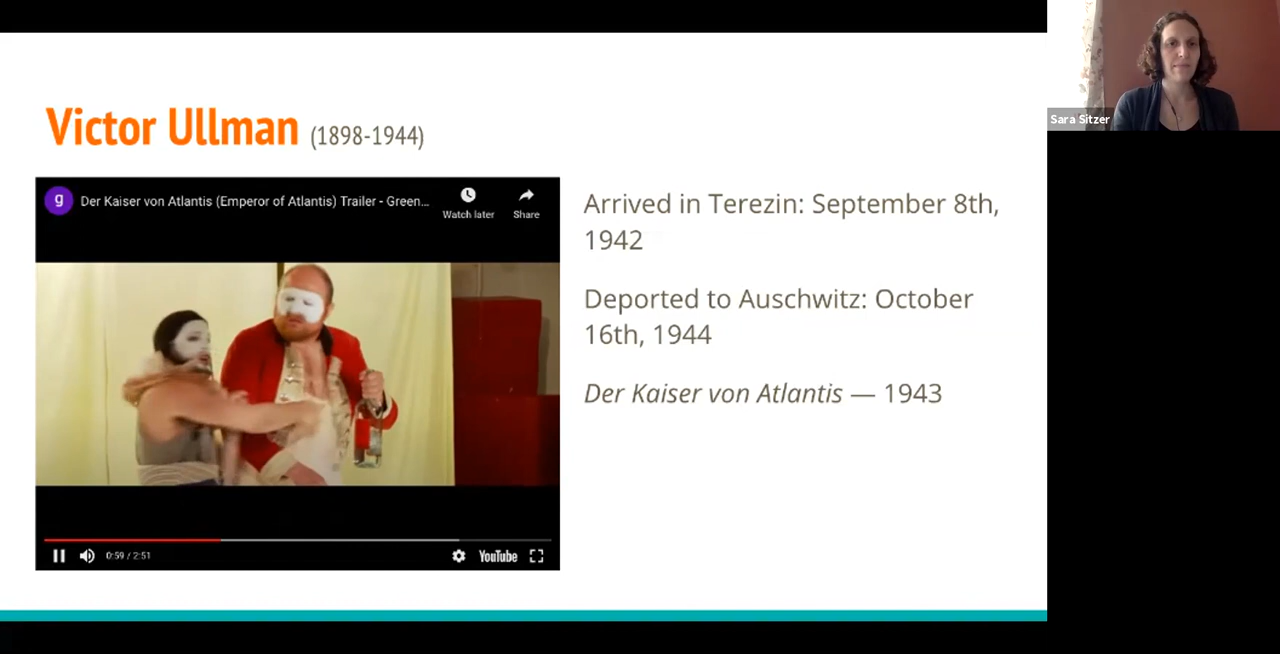 Victor Ullman (1898-1944)
g
Der Kaiser von Atlantis (Emperor of Atlantis) Trailer - Green...
Watch later
Share
0:59 / 2:51
YouTube
Arrived in Terezin: September 8th,
1942
Deported to Auschwitz: October
16th, 1944
Der Kaiser von Atlantis — 1943
Sara Sitzer